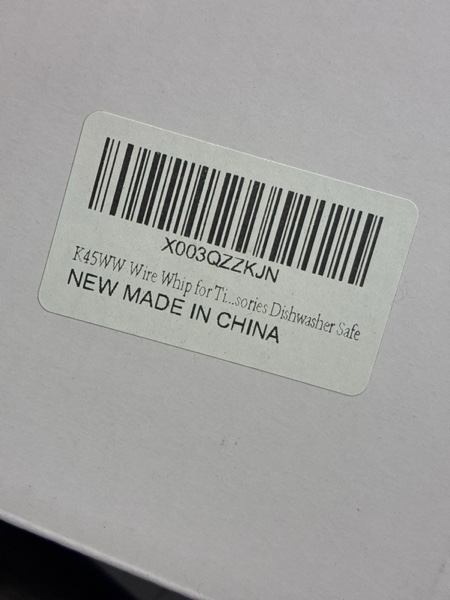 X003QZZKJN
K45WW Wire Whip for Ti...sories Dishwasher Safe
NEW MADE IN CHINA